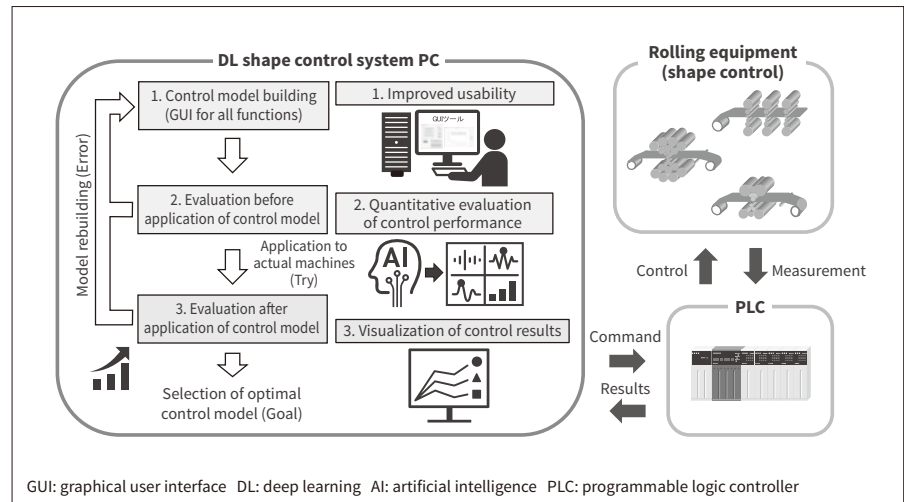 DL shape control system PC
1. Control model building
(GUI for all functions)
2. Evaluation before
application of control model
Application to
actual machines
(Try)
3. Evaluation after
application of control model
Selection of optimal
control model (Goal)
Model rebuilding (Error)
1. Improved usability
GUIツール
2. Quantitative evaluation
of control performance
AI
3. Visualization of control results
Rolling equipment
(shape control)
Control
Measurement
PLC
Command
Results
GUI: graphical user interface DL: deep learning AI: artificial intelligence PLC: programmable logic controller